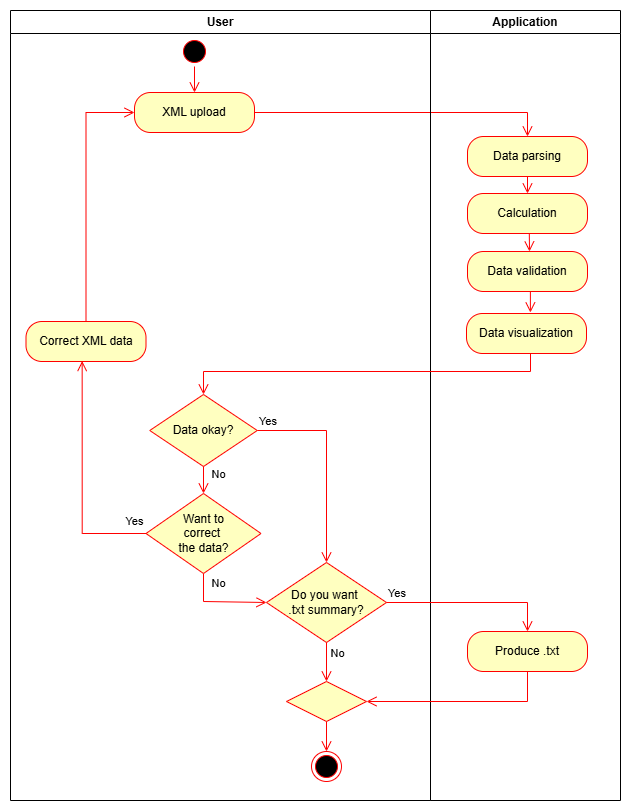 User
Application
XML upload
Data parsing
Calculation
Data validation
Data visualization
Correct XML data
Data okay?
Yes
No
Want to
correct
the data?
Yes
No
Do you want
.txt summary?
Yes
No
Produce .txt